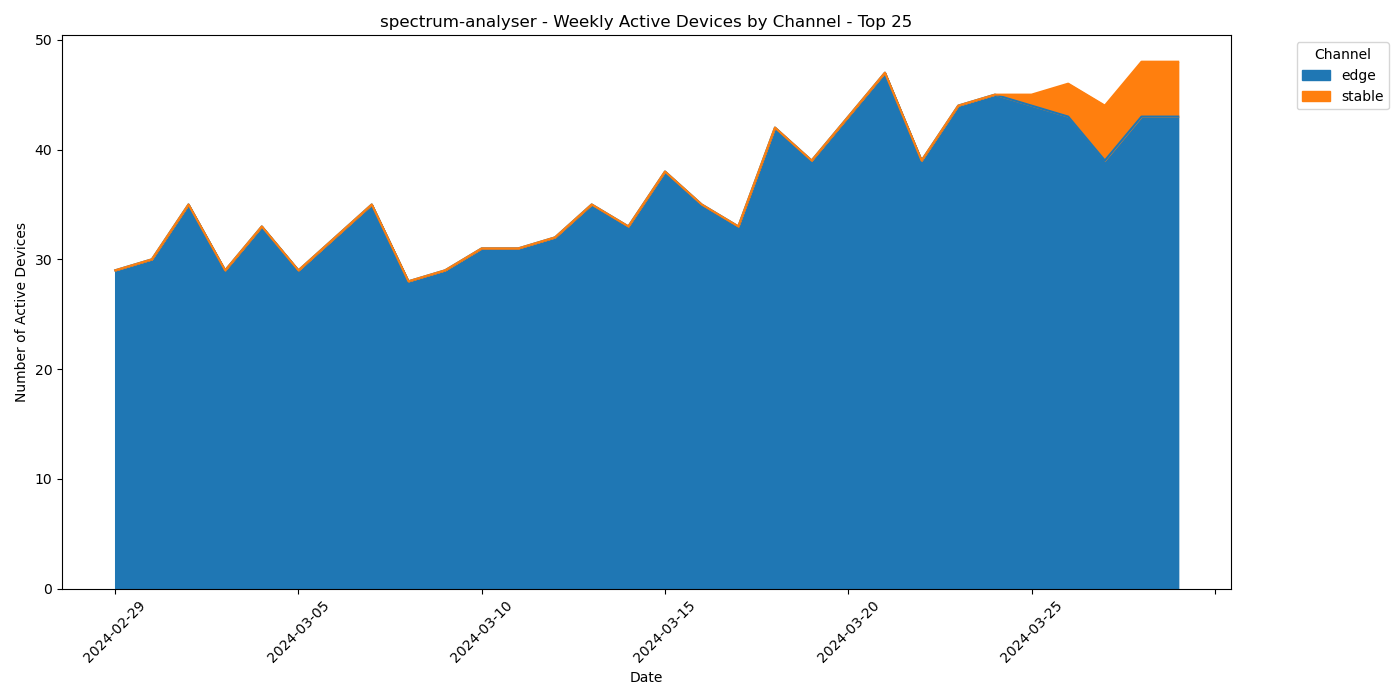 spectrum-analyser - Weekly Active Devices by Channel - Top 25
Channel
edge
stable
Number of Active Devices
50
40
30
20
10
0
2024-02-29
2024-03-05
2024-03-10
2024-03-15
2024-03-20
2024-03-25
Date